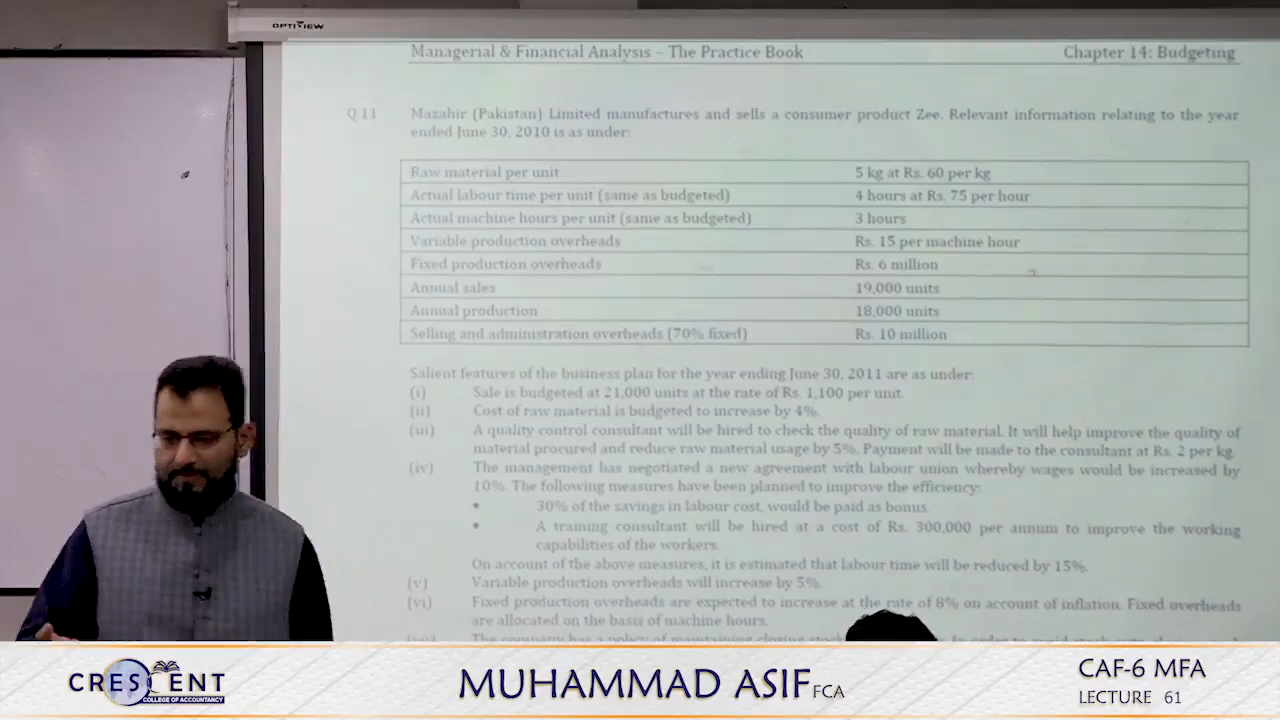 OPTIVIEW
Managerial & Financial Analysis – The Practice Book Chapter 14: Budgeting
Q.11 Mazahir (Pakistan) Limited manufactures and sells a consumer product Zee. Relevant information relating to the year
ended June 30, 2010 is as under:
Raw material per unit 5 kg at Rs. 60 per kg
Actual labour time per unit (same as budgeted) 4 hours at Rs. 75 per hour
Actual machine hours per unit (same as budgeted) 3 hours
Variable production overheads Rs. 15 per machine hour
Fixed production overheads Rs. 6 million
Annual sales 19,000 units
Annual production 18,000 units
Selling and administration overheads (70% fixed) Rs. 10 million
Salient features of the business plan for the year ending June 30, 2011 are as under:
(i) Sale is budgeted at 21,000 units at the rate of Rs. 1,100 per unit.
(ii) Cost of raw material is budgeted to increase by 4%.
(iii) A quality control consultant will be hired to check the quality of raw material. It will help improve the quality of
material procured and reduce raw material usage by 5%. Payment will be made to the consultant at Rs. 2 per kg.
(iv) The management has negotiated a new agreement with labour union whereby wages would be increased by
10%. The following measures have been planned to improve the efficiency:
• 30% of the savings in labour cost, would be paid as bonus.
• A training consultant will be hired at a cost of Rs. 300,000 per annum to improve the working
capabilities of the workers.
On account of the above measures, it is estimated that labour time will be reduced by 15%.
(v) Variable production overheads will increase by 5%.
(vi) Fixed production overheads are expected to increase at the rate of 8% on account of inflation. Fixed overheads
are allocated on the basis of machine hours.
The company has a policy of maintaining closing
CRESCENT
COLLEGE OF ACCOUNTANCY
MUHAMMAD ASIF FCA
CAF-6 MFA
LECTURE 61